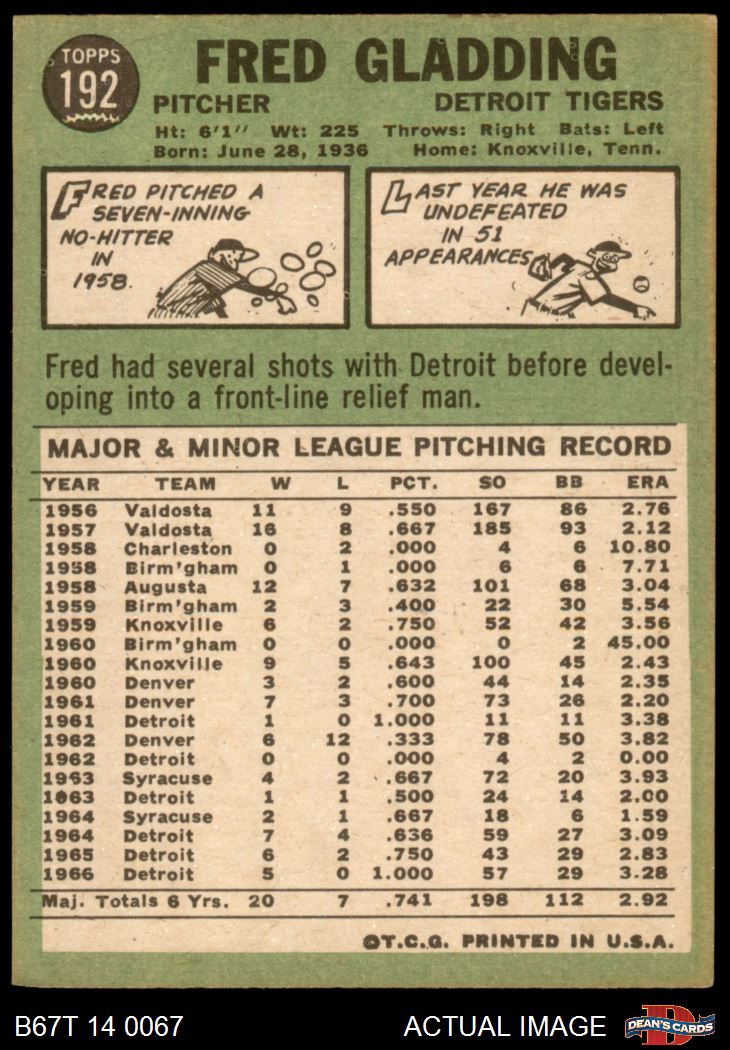 TOPPS
192
FRED GLADDING
PITCHER DETROIT TIGERS
Ht: 6'1" Wt: 225 Throws: Right Bats: Left
Born: June 28, 1936 Home: Knoxville, Tenn.
FRED PITCHED A
SEVEN-INNING
NO-HITTER
IN
1958.
LAST YEAR HE WAS
UNDEFEATED
IN 51
APPEARANCES
Fred had several shots with Detroit before devel-
oping into a front-line relief man.
MAJOR & MINOR LEAGUE PITCHING RECORD
YEAR TEAM W L PCT. SO BB ERA
1956 Valdosta 11 9 .550 167 86 2.76
1957 Valdosta 16 8 .667 185 93 2.12
1958 Charleston 0 2 .000 4 6 10.80
1958 Birm'gham 0 1 .000 6 6 7.71
1958 Augusta 12 7 .632 101 68 3.04
1959 Birm'gham 2 3 .400 22 30 5.54
1959 Knoxville 6 2 .750 52 42 3.56
1960 Birm'gham 0 0 .000 0 2 45.00
1960 Knoxville 9 5 .643 100 45 2.43
1960 Denver 3 2 .600 44 14 2.35
1961 Denver 7 3 .700 73 26 2.20
1961 Detroit 1 0 1.000 11 11 3.38
1962 Denver 6 12 .333 78 50 3.82
1962 Detroit 0 0 .000 4 2 0.00
1963 Syracuse 4 2 .667 72 20 3.93
1963 Detroit 1 1 .500 24 14 2.00
1964 Syracuse 2 1 .667 18 6 1.59
1964 Detroit 7 4 .636 59 27 3.09
1965 Detroit 6 2 .750 43 29 2.83
1966 Detroit 5 0 1.000 57 29 3.28
Maj. Totals 6 Yrs. 20 7 .741 198 112 2.92
©T.C.G. PRINTED IN U.S.A.
B67T 14 0067 ACTUAL IMAGE D DEAN'S CARDS